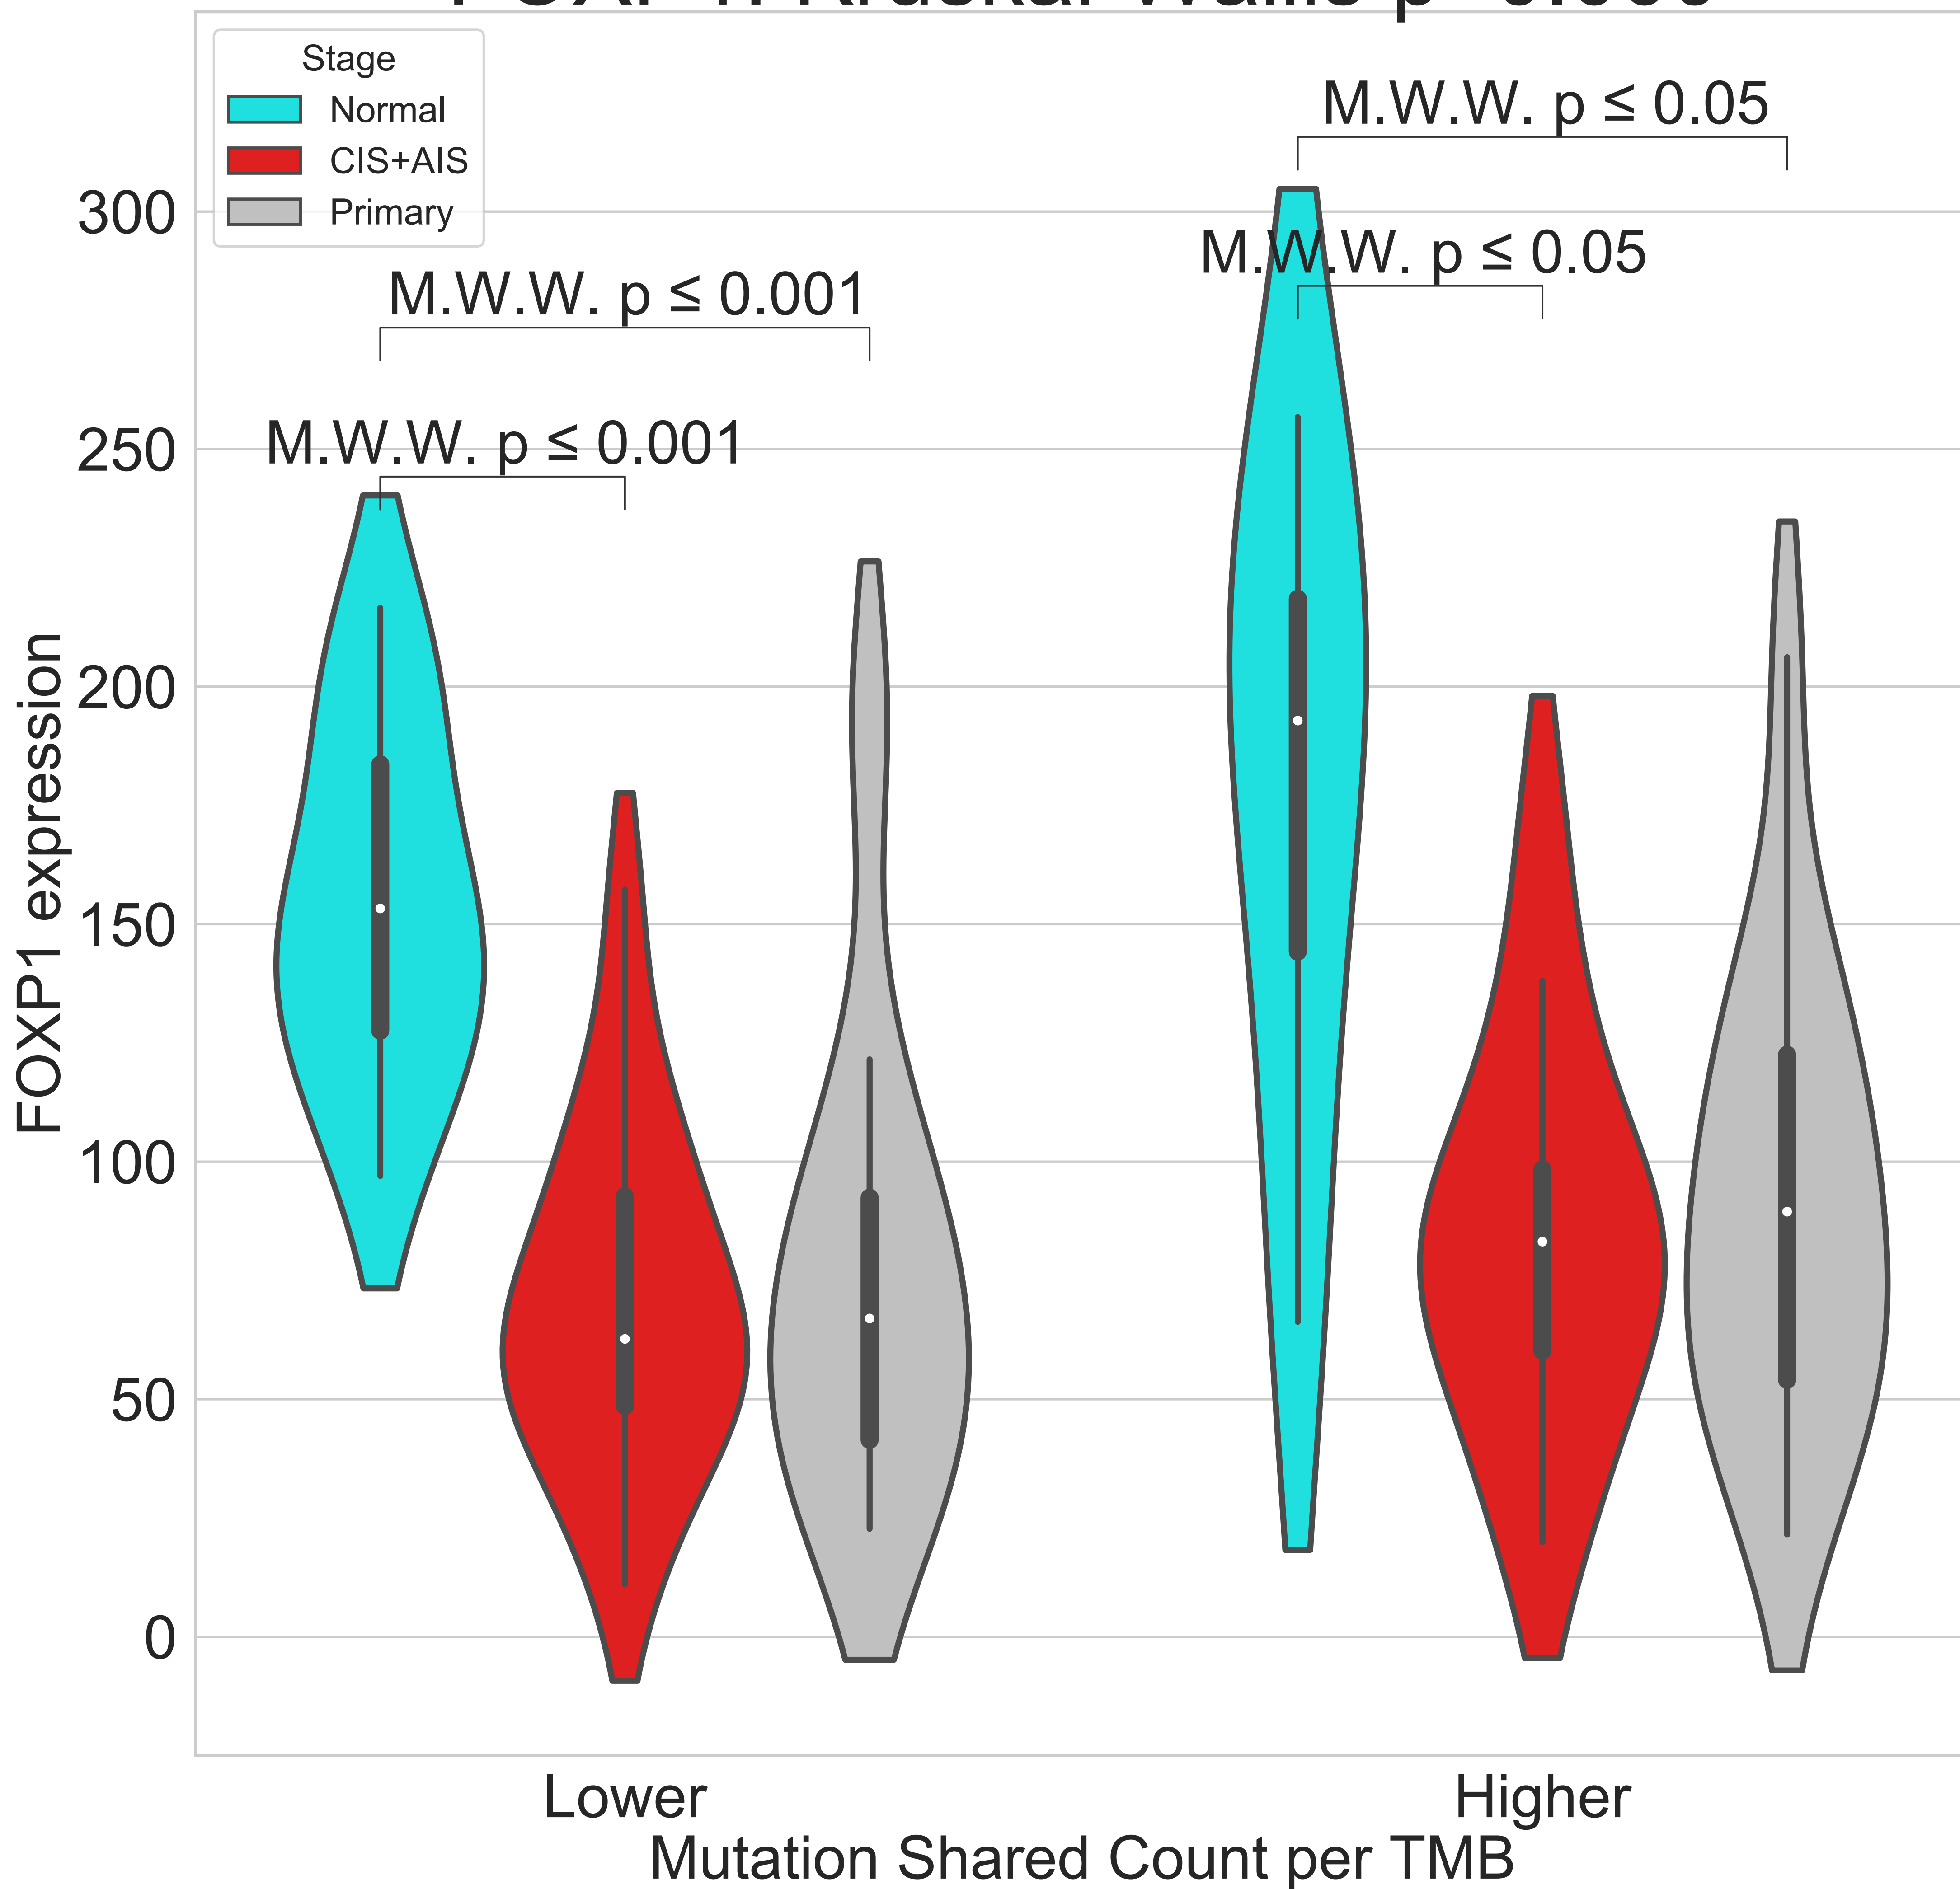 Stage
Normal
CIS+AIS
Primary
M.W.W. p ≤ 0.05
M.W.W. p ≤ 0.05
M.W.W. p ≤ 0.001
M.W.W. p ≤ 0.001
300
250
200
150
100
50
0
FOXP1 expression
Lower
Higher
Mutation Shared Count per TMB